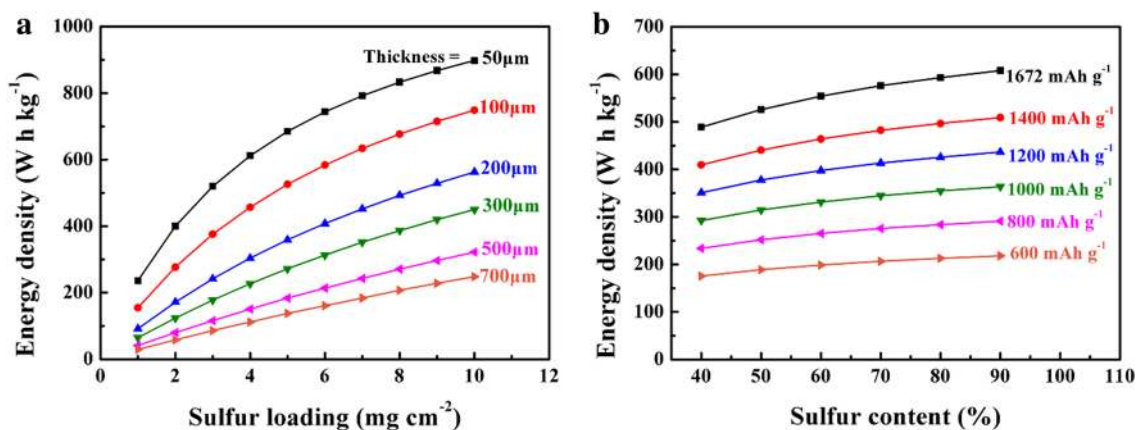 a
Energy density (W h kg⁻¹)
1000
800
600
400
200
0
0 2 4 6 8 10 12
Sulfur loading (mg cm⁻²)
Thickness = 50μm
100μm
200μm
300μm
500μm
700μm
b
Energy density (W h kg⁻¹)
700
600
500
400
300
200
100
0
40 50 60 70 80 90 100 110
Sulfur content (%)
1672 mAh g⁻¹
1400 mAh g⁻¹
1200 mAh g⁻¹
1000 mAh g⁻¹
800 mAh g⁻¹
600 mAh g⁻¹